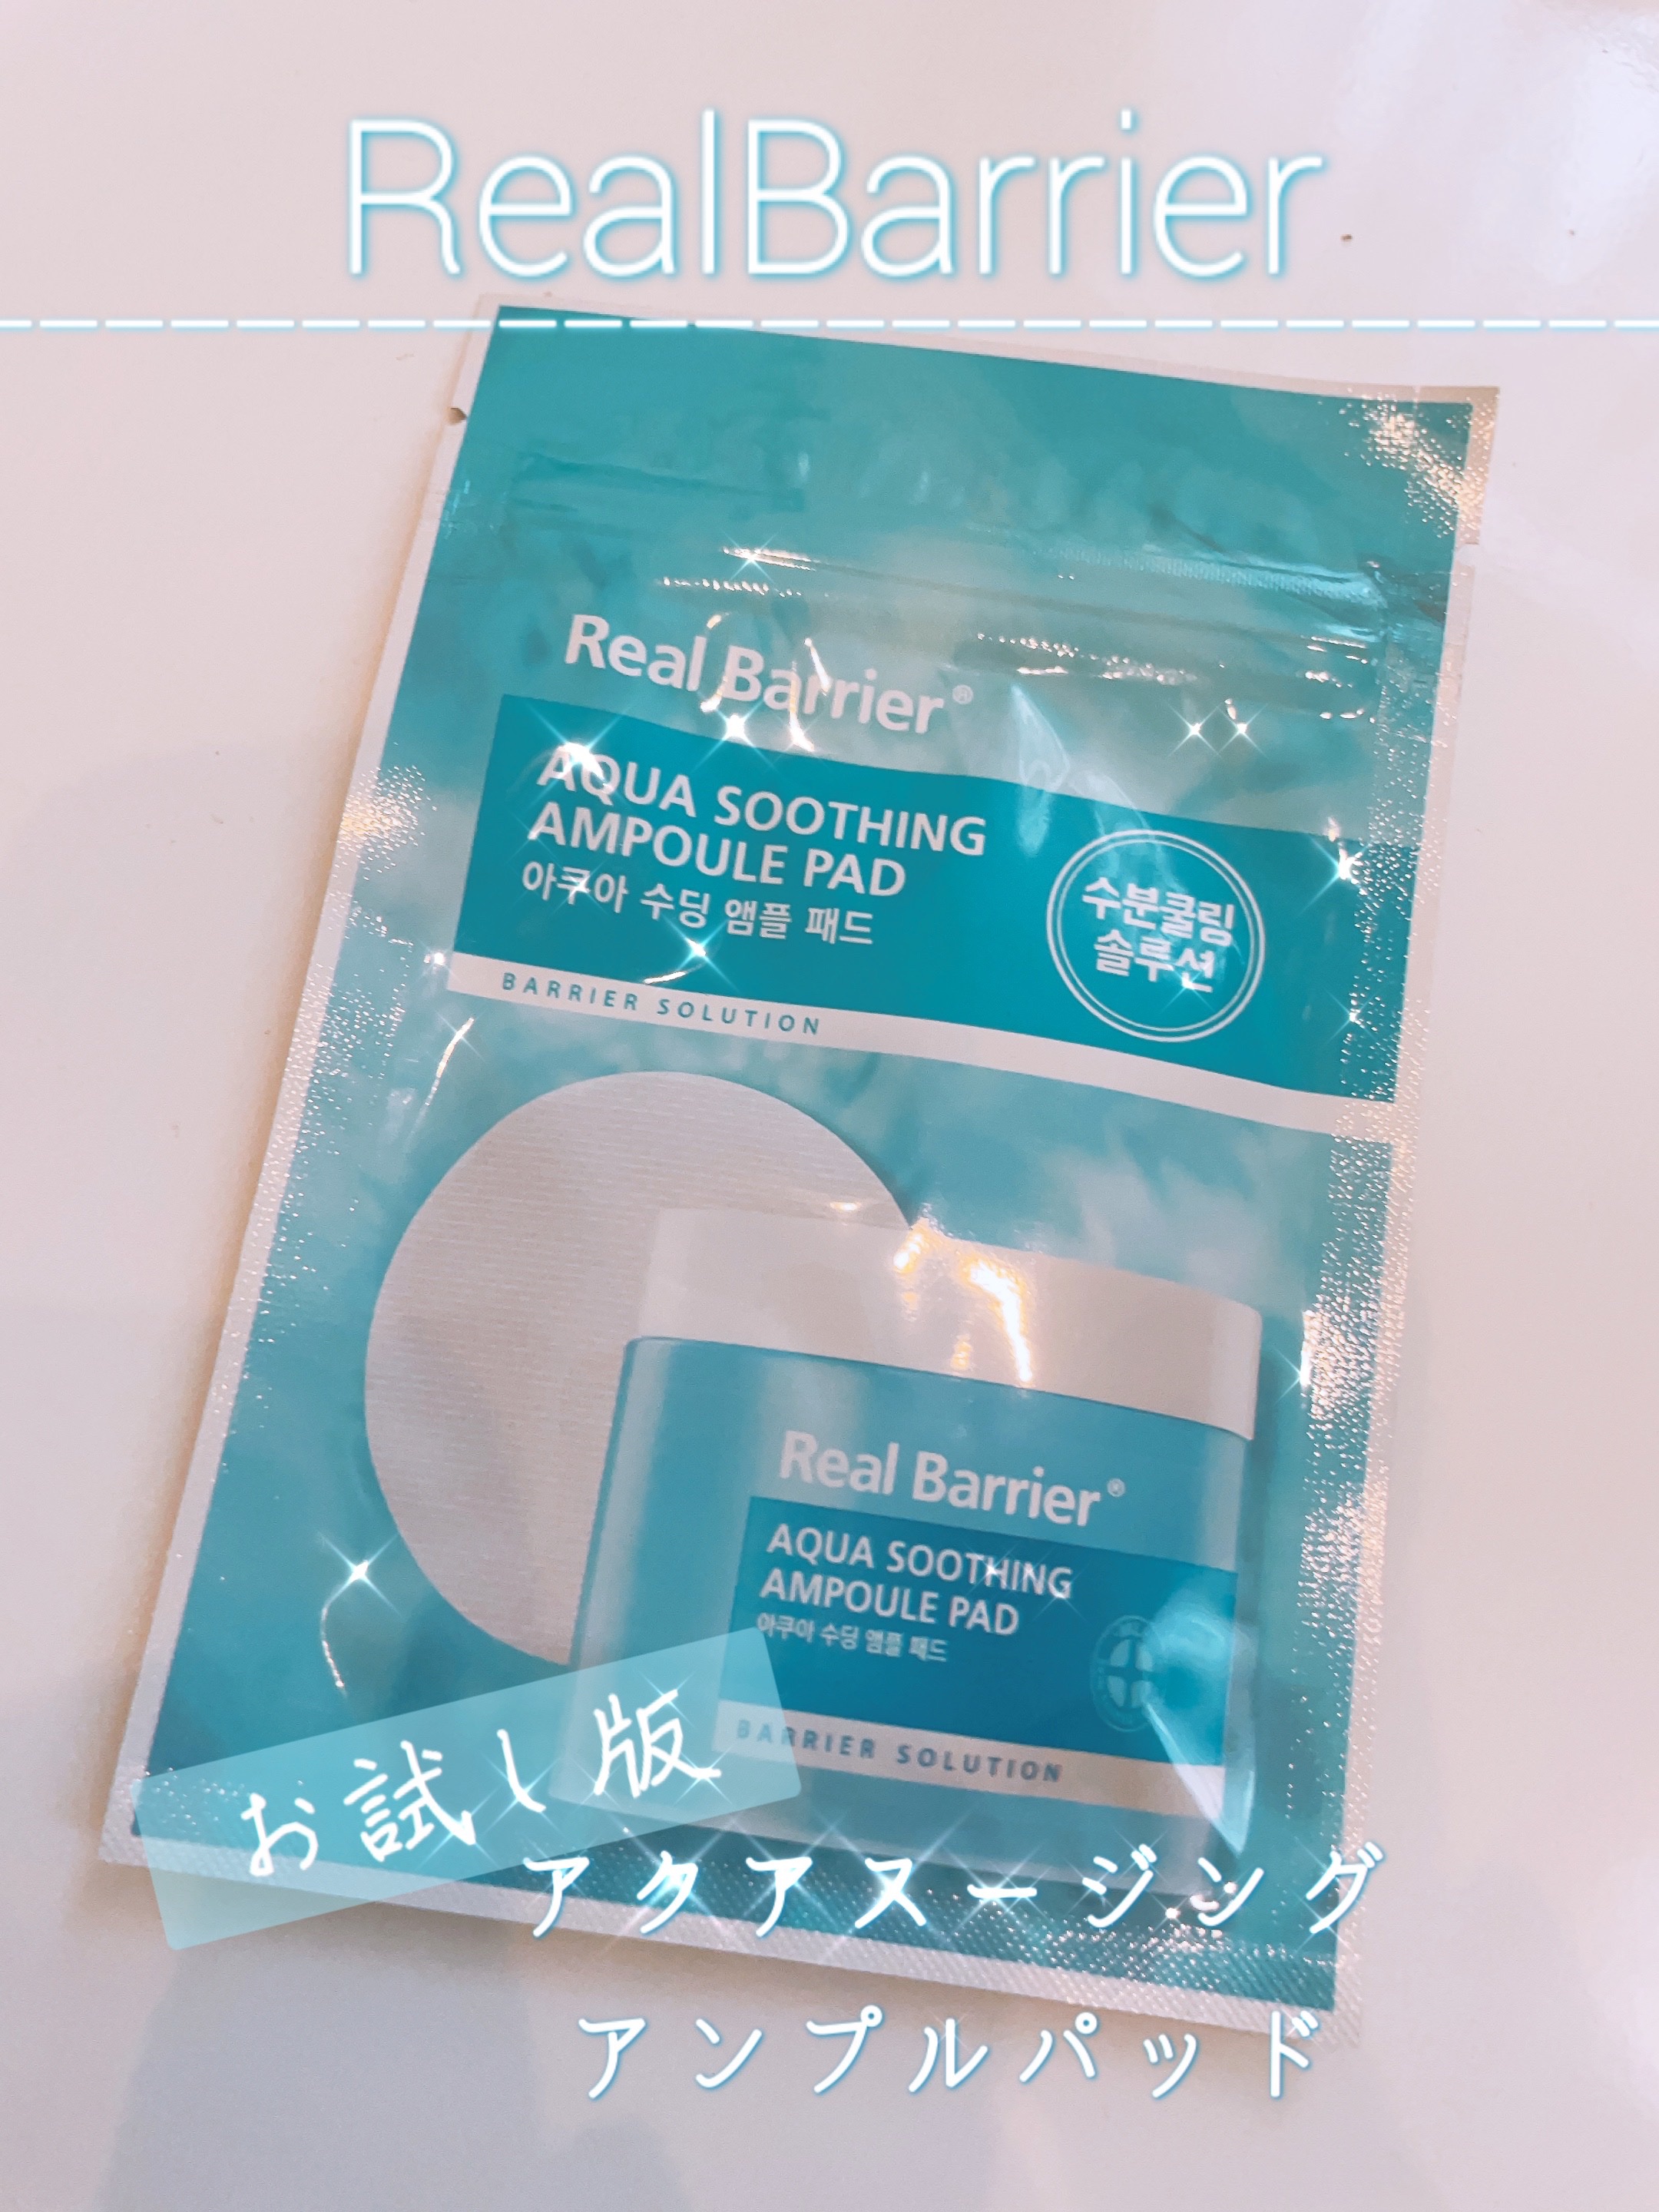 RealBarrier
Real Barrier®
AQUA SOOTHING
AMPOULE PAD
아쿠아 수딩 앰플 패드
수분쿨링
솔루션
BARRIER SOLUTION
Real Barrier®
AQUA SOOTHING
AMPOULE PAD
아쿠아 수딩 앰플 패드
BARRIER SOLUTION
お試し版
アクアスージング
アンプルパッド